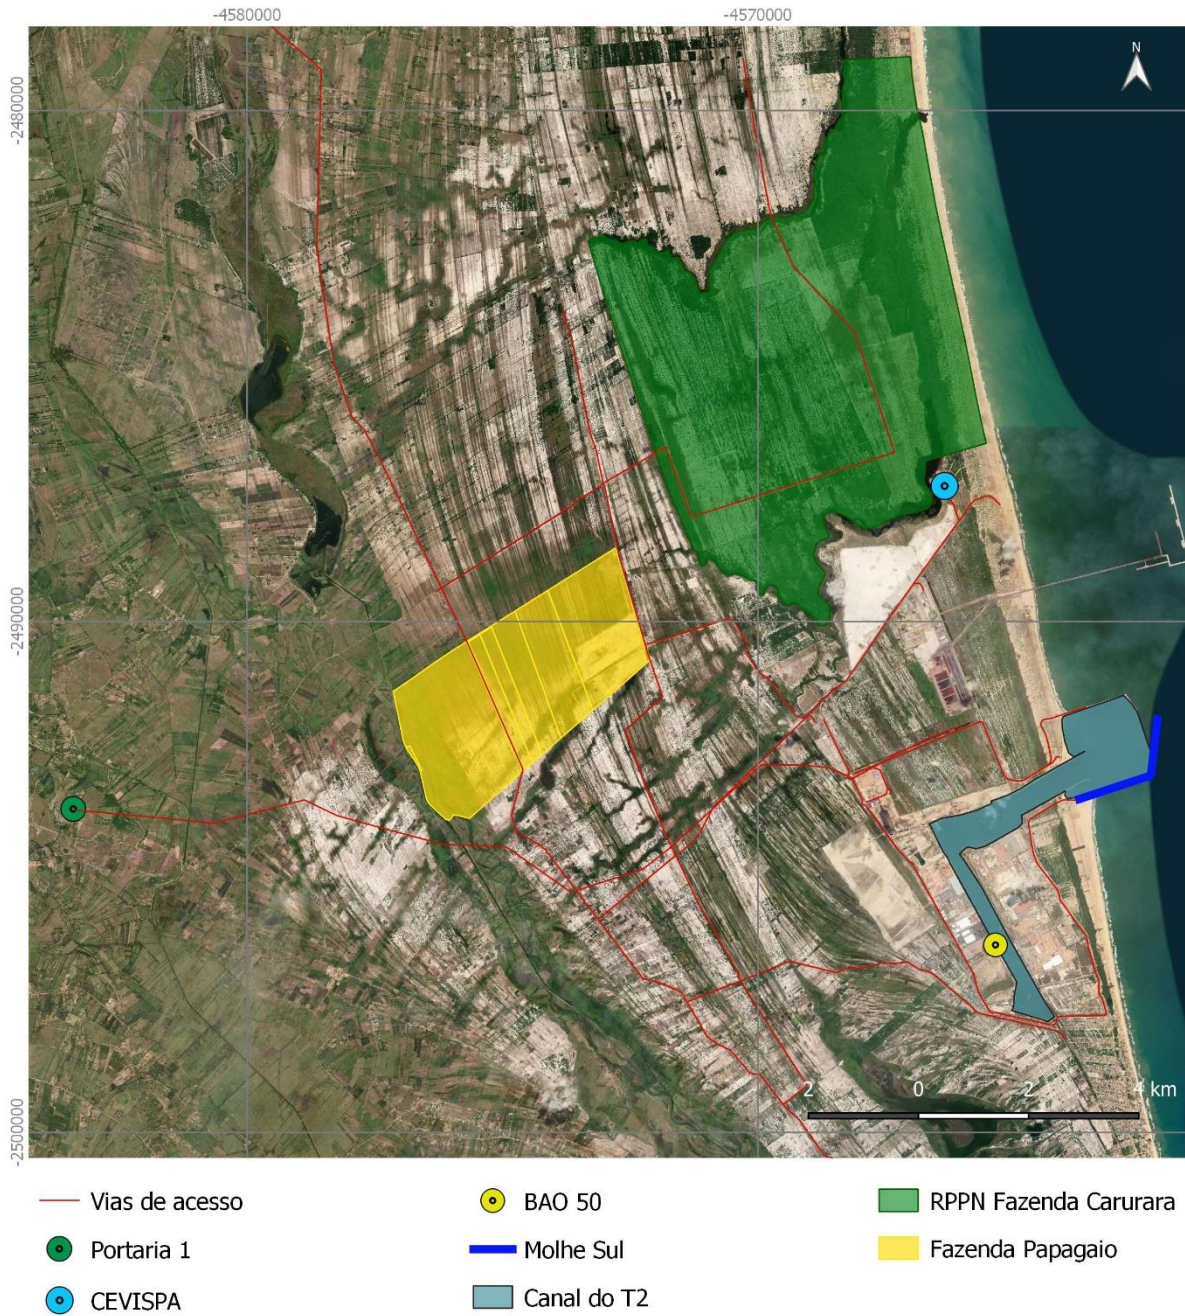 -4580000
-4570000
N
-2480000
-2490000
-2500000
2 0 2 4 km
Vias de acesso
BAO 50
RPPN Fazenda Carurara
Portaria 1
Molhe Sul
Fazenda Papagaio
CEVISPA
Canal do T2